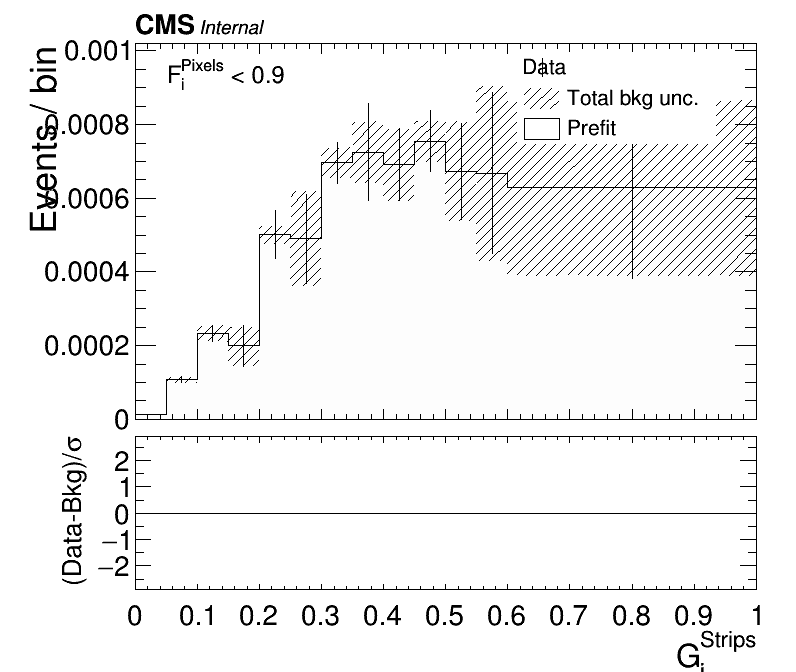 CMS Internal
Events / bin
0.001
0.0008
0.0006
0.0004
0.0002
0
F_i^Pixels < 0.9
Data
Total bkg unc.
Prefit
(Data-Bkg)/σ
2
1
0
−1
−2
0 0.1 0.2 0.3 0.4 0.5 0.6 0.7 0.8 0.9 1
G_i^Strips